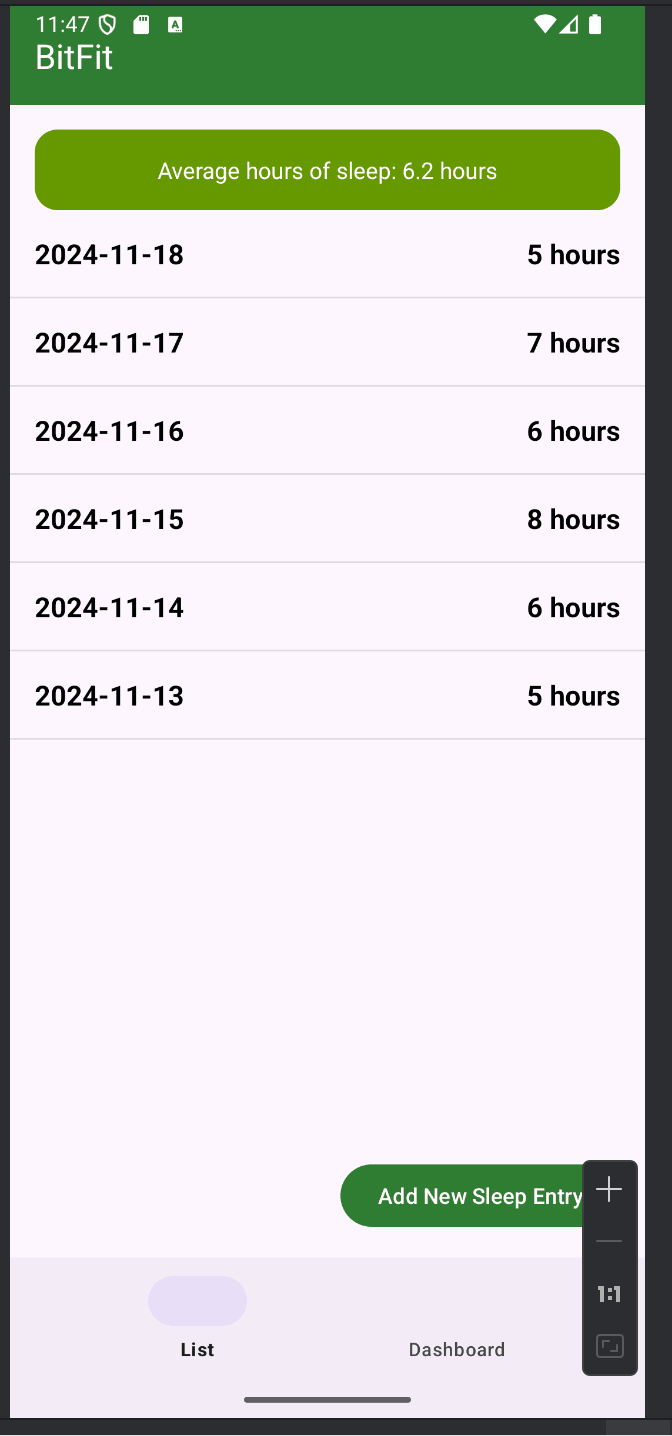 11:47
BitFit
Average hours of sleep: 6.2 hours
2024-11-18 5 hours
2024-11-17 7 hours
2024-11-16 6 hours
2024-11-15 8 hours
2024-11-14 6 hours
2024-11-13 5 hours
Add New Sleep Entry
1:1
List Dashboard